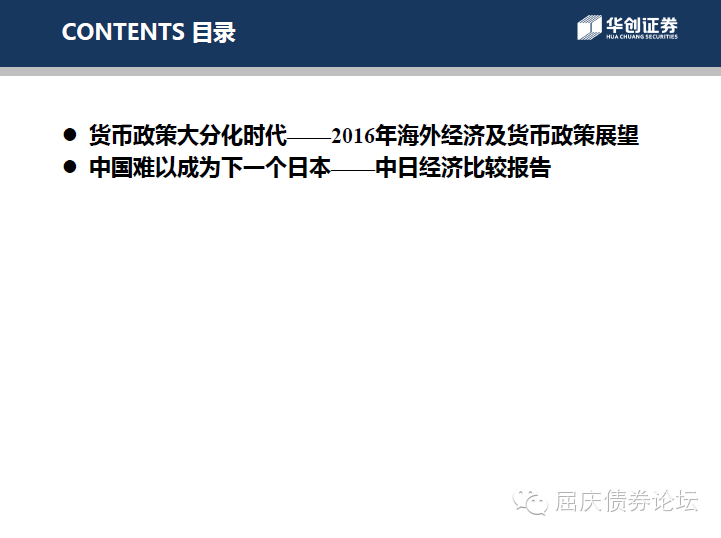 CONTENTS 目录
华创证券
HUA CHUANG SECURITIES
● 货币政策大分化时代——2016年海外经济及货币政策展望
● 中国难以成为下一个日本——中日经济比较报告
屈庆债券论坛